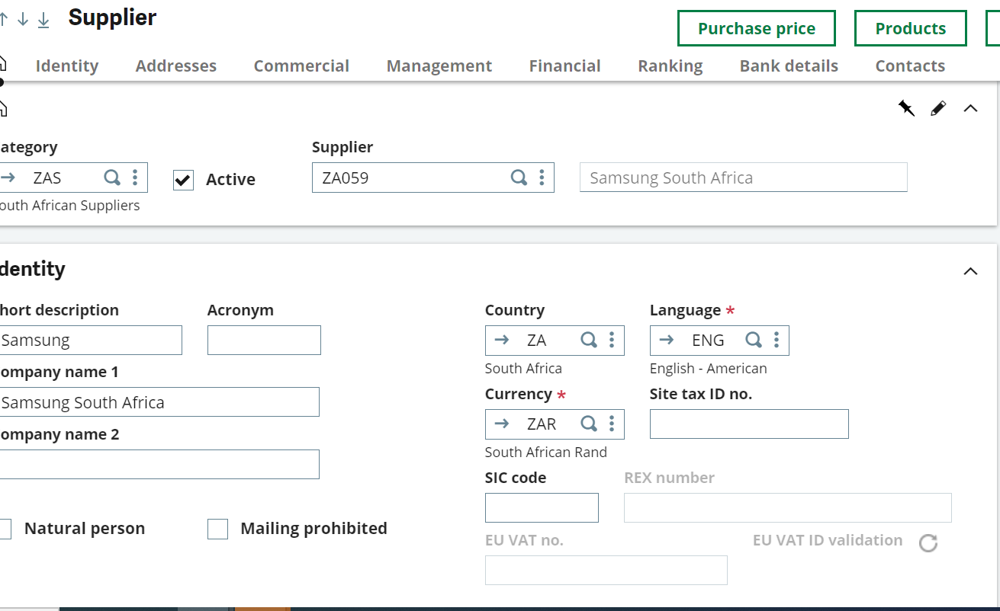 Supplier
Purchase price
Products
Identity Addresses Commercial Management Financial Ranking Bank details Contacts
ategory
Supplier
ZAS
Active
ZA059
Samsung South Africa
outh African Suppliers
dentity
hort description
Acronym
Country
Language *
Samsung
ZA
ENG
South Africa
English - American
ompany name 1
Currency *
Site tax ID no.
Samsung South Africa
ZAR
ompany name 2
South African Rand
SIC code
REX number
Natural person
Mailing prohibited
EU VAT no.
EU VAT ID validation